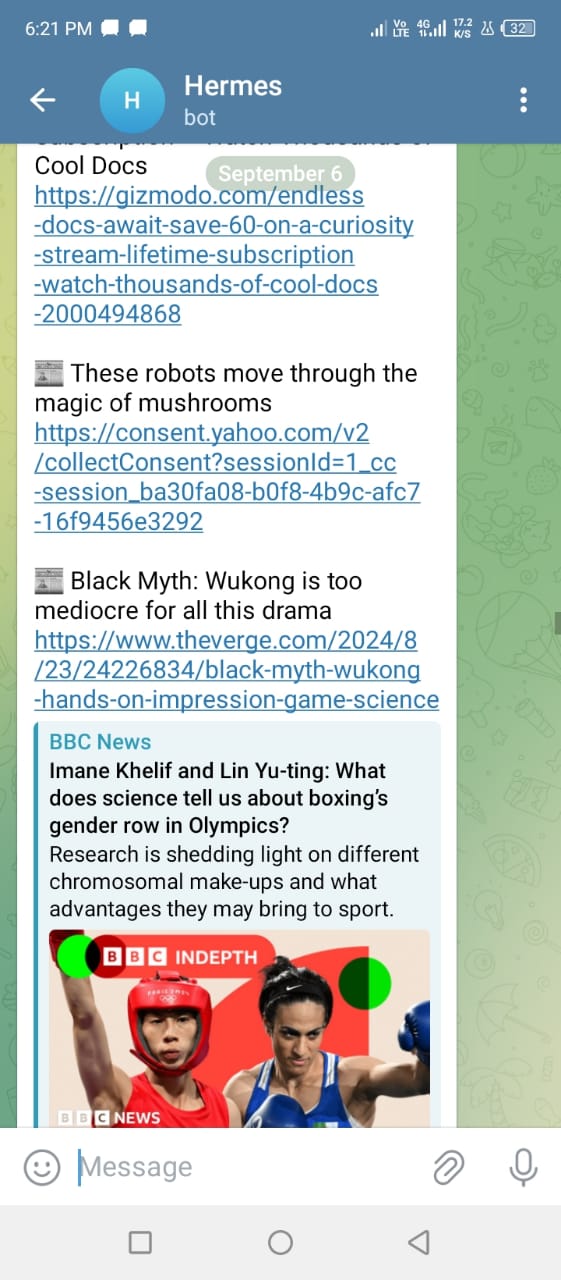 6:21 PM
Vo LTE 4G 17.2 K/S 32
H
Hermes
bot
Cool Docs
September 6
https://gizmodo.com/endless
-docs-await-save-60-on-a-curiosity
-stream-lifetime-subscription
-watch-thousands-of-cool-docs
-2000494868
These robots move through the
magic of mushrooms
https://consent.yahoo.com/v2
/collectConsent?sessionId=1_cc
-session_ba30fa08-b0f8-4b9c-afc7
-16f9456e3292
Black Myth: Wukong is too
mediocre for all this drama
https://www.theverge.com/2024/8
/23/24226834/black-myth-wukong
-hands-on-impression-game-science
BBC News
Imane Khelif and Lin Yu-ting: What
does science tell us about boxing's
gender row in Olympics?
Research is shedding light on different
chromosomal make-ups and what
advantages they may bring to sport.
BBC INDEPTH
BBC NEWS
Message